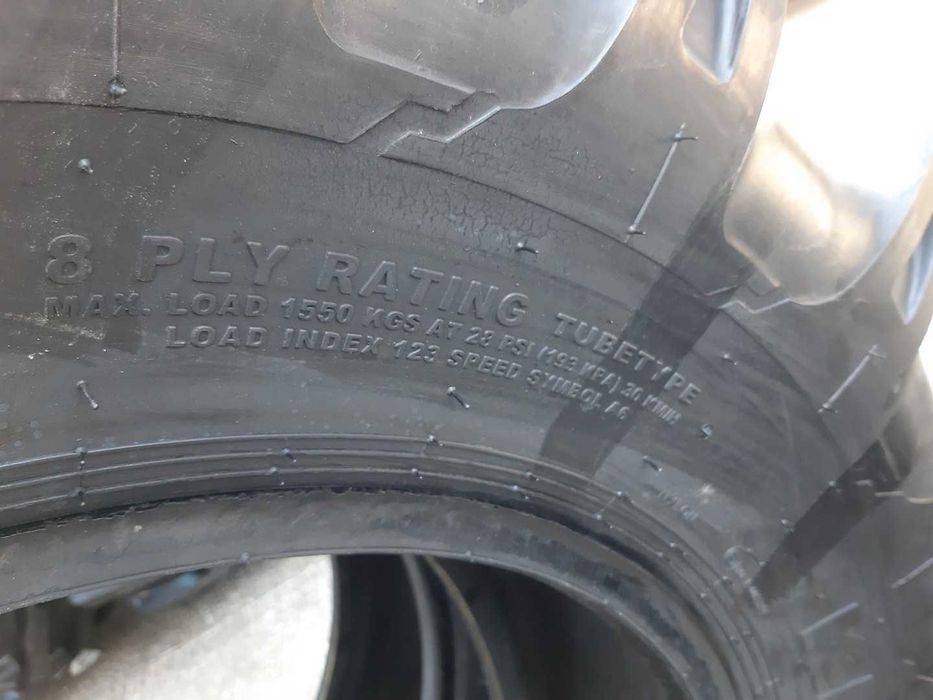 8 PLY RATING TUBETYPE
MAX. LOAD 1550 KGS AT 28 PSI (193 KPA) 30 KM/H
LOAD INDEX 123 SPEED SYMBOL A6